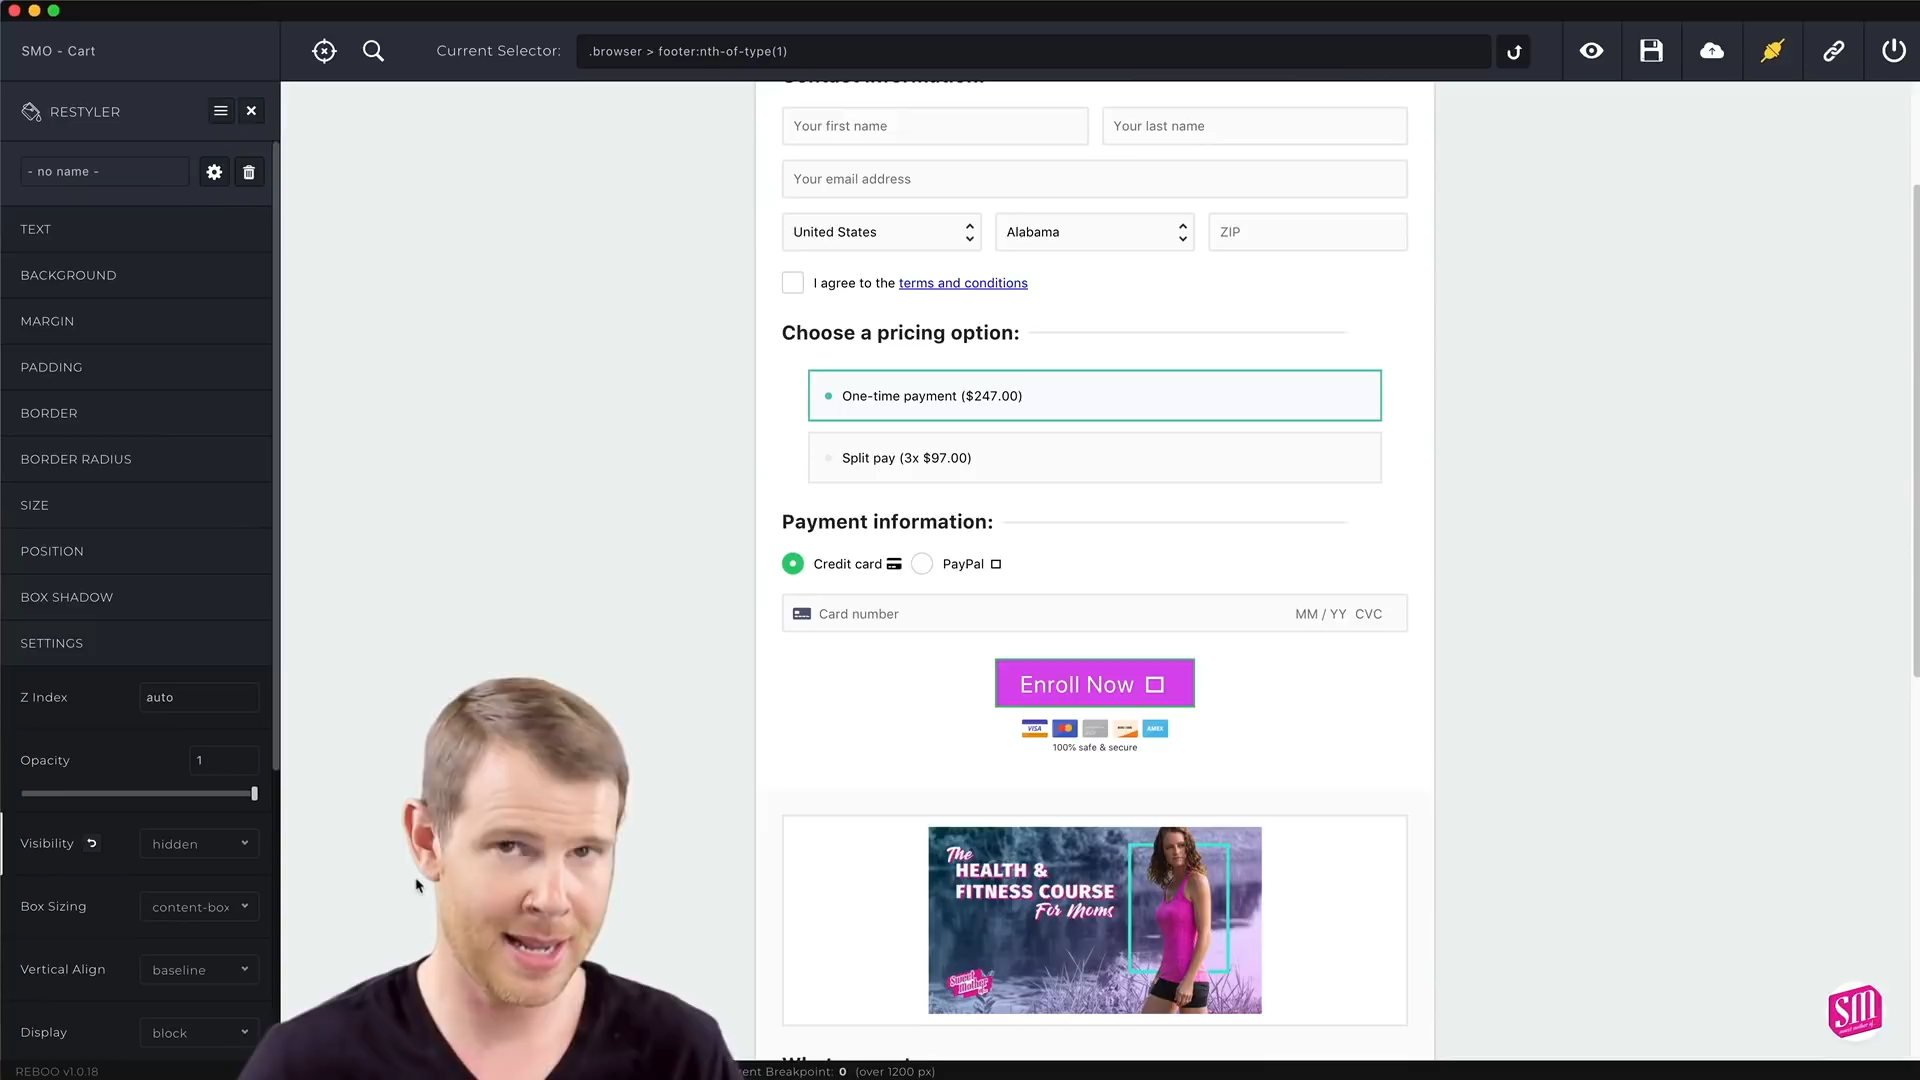 SMO - Cart
Current Selector:
.browser > footer:nth-of-type(1)
RESTYLER
- no name -
TEXT
BACKGROUND
MARGIN
PADDING
BORDER
BORDER RADIUS
SIZE
POSITION
BOX SHADOW
SETTINGS
Z Index
auto
Opacity
1
Visibility
hidden
Box Sizing
content-box
Vertical Align
baseline
Display
block
REBOO v1.0.18
Your first name
Your last name
Your email address
United States
Alabama
ZIP
I agree to the terms and conditions
Choose a pricing option:
One-time payment ($247.00)
Split pay (3x $97.00)
Payment information:
Credit card
PayPal
Card number
MM / YY CVC
Enroll Now
VISA
AMEX
100% safe & secure
The
HEALTH &
FITNESS COURSE
For Moms
Sweet
Mother
SM
Breakpoint: 0 (over 1200 px)